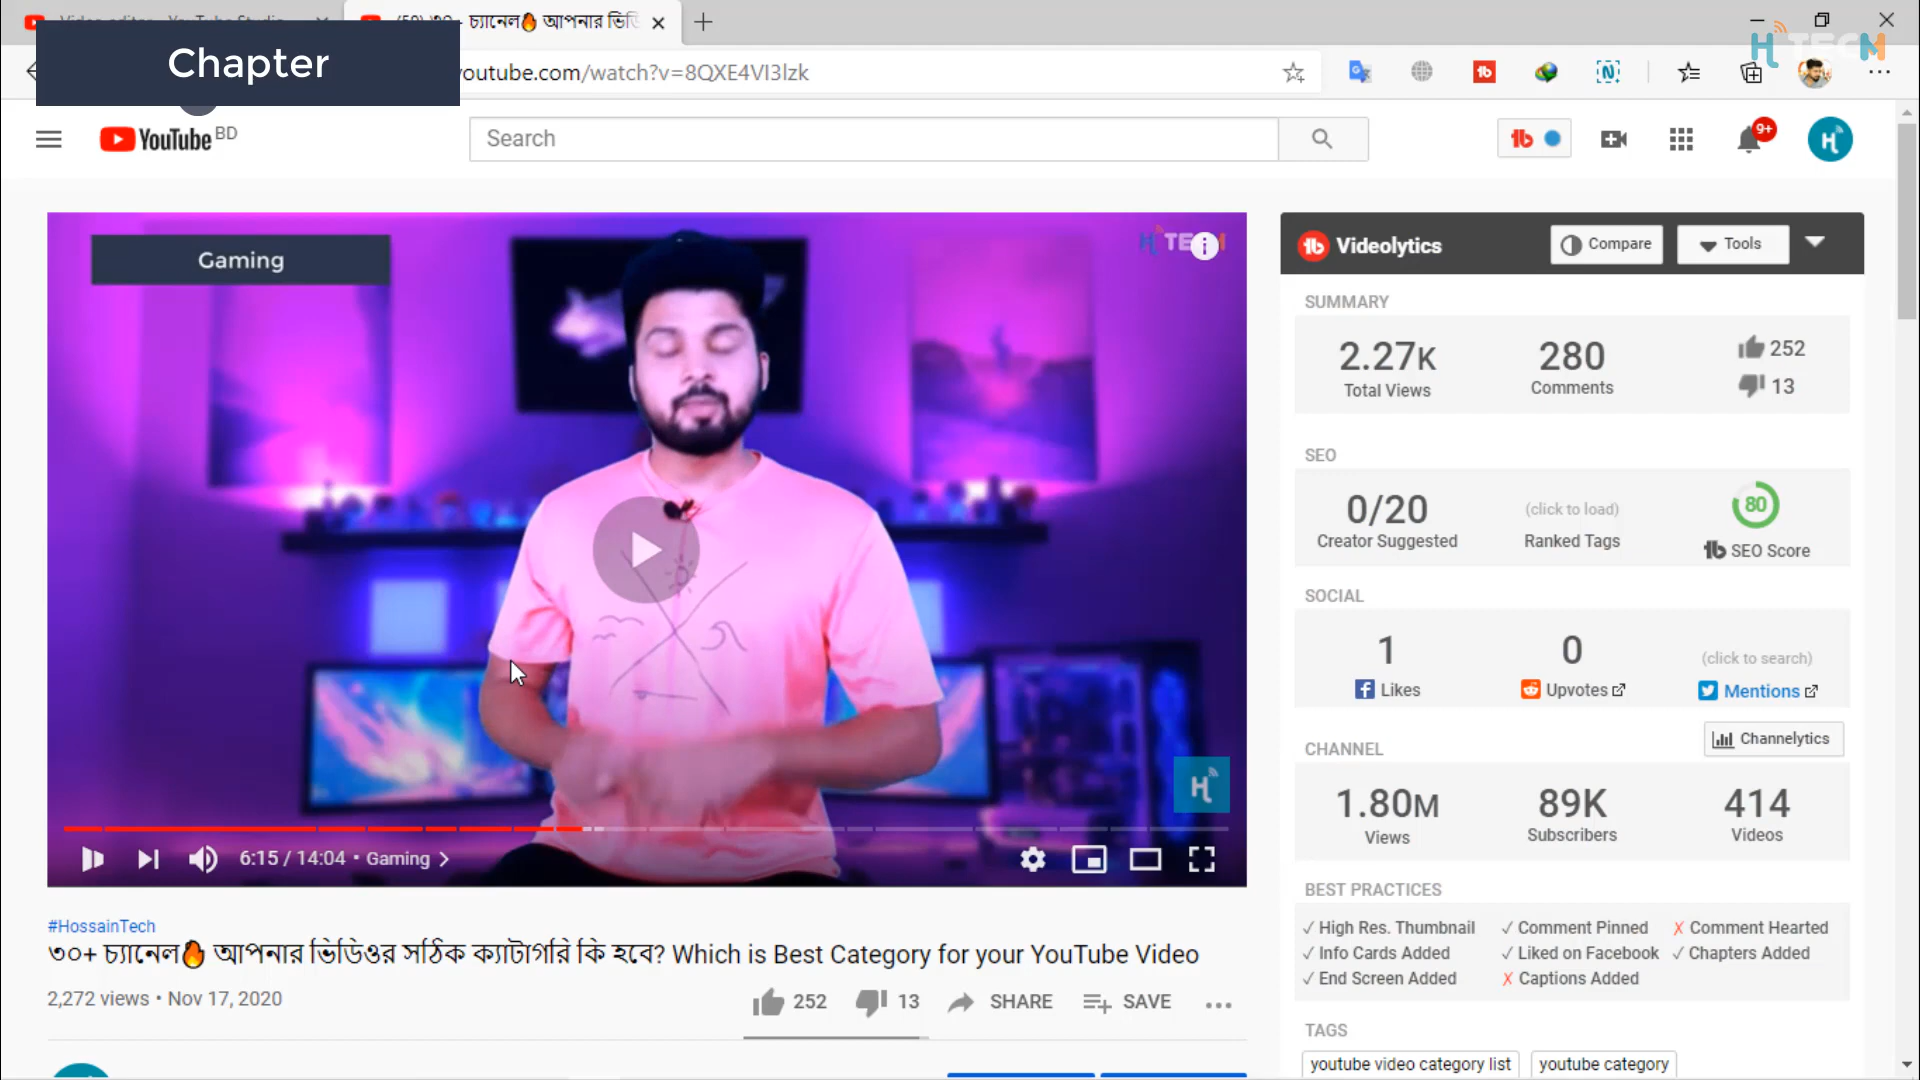 Chapter
youtube.com/watch?v=8QXE4VI3lzk
TECH
YouTube BD
Search
9+
Gaming
6:15 / 14:04 • Gaming
#HossainTech
৩০+ চ্যানেল🔥 আপনার ভিডিওর সঠিক ক্যাটাগরি কি হবে? Which is Best Category for your YouTube Video
2,272 views • Nov 17, 2020
252 13 SHARE SAVE
Videolytics Compare Tools
SUMMARY
2.27K 280 252
Total Views Comments 13
SEO
0/20 (click to load) 80
Creator Suggested Ranked Tags SEO Score
SOCIAL
1 0 (click to search)
Likes Upvotes Mentions
CHANNEL Channelytics
1.80M 89K 414
Views Subscribers Videos
BEST PRACTICES
✓ High Res. Thumbnail ✓ Comment Pinned ✗ Comment Hearted
✓ Info Cards Added ✓ Liked on Facebook ✓ Chapters Added
✓ End Screen Added ✗ Captions Added
TAGS
youtube video category list youtube category